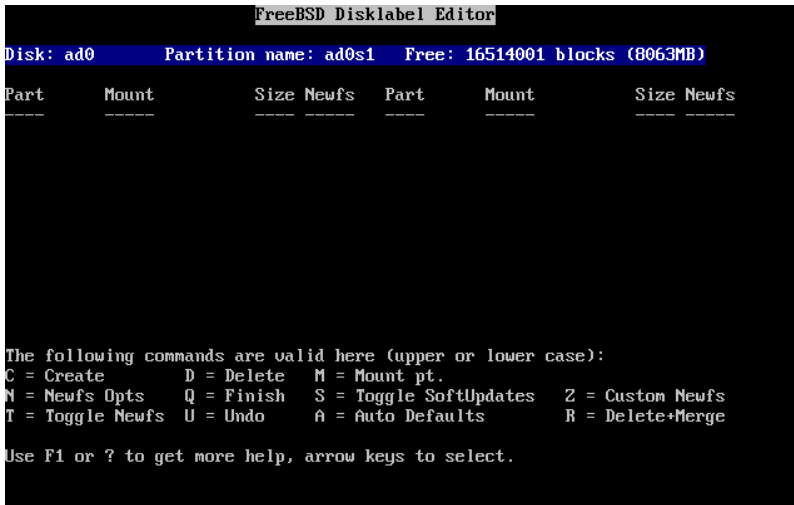 FreeBSD Disklabel Editor
Disk: ad0 Partition name: ad0s1 Free: 16514001 blocks (8063MB)
Part Mount Size Newfs Part Mount Size Newfs
---- ----- ---- ----- ---- ----- ---- -----
The following commands are valid here (upper or lower case):
C = Create D = Delete M = Mount pt.
N = Newfs Opts Q = Finish S = Toggle SoftUpdates Z = Custom Newfs
T = Toggle Newfs U = Undo A = Auto Defaults R = Delete+Merge
Use F1 or ? to get more help, arrow keys to select.